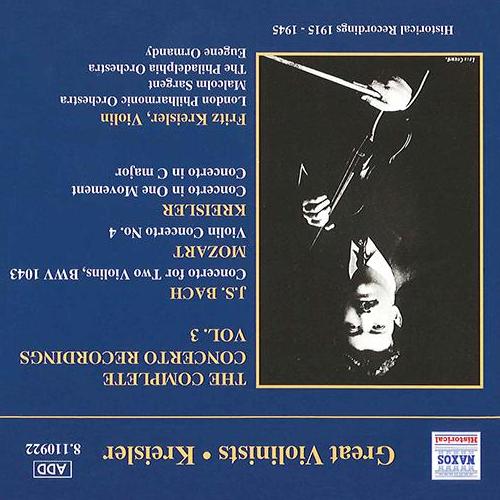 NAXOS
Historical
Great Violinists • Kreisler
ADD
8.110922
THE COMPLETE
CONCERTO RECORDINGS
VOL. 3
J.S. BACH
Concerto for Two Violins, BWV 1043
MOZART
Violin Concerto No. 4
KREISLER
Concerto in One Movement
Concerto in C major
Fritz Kreisler, Violin
London Philharmonic Orchestra
Malcolm Sargent
The Philadelphia Orchestra
Eugene Ormandy
Historical Recordings 1915 - 1945